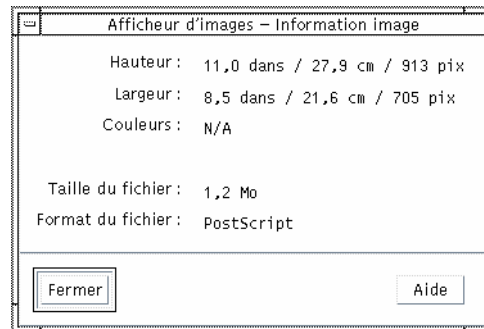 Afficheur d'images – Information image
Hauteur : 11,0 dans / 27,9 cm / 913 pix
Largeur : 8,5 dans / 21,6 cm / 705 pix
Couleurs : N/A
Taille du fichier : 1,2 Mo
Format du fichier : PostScript
Fermer Aide